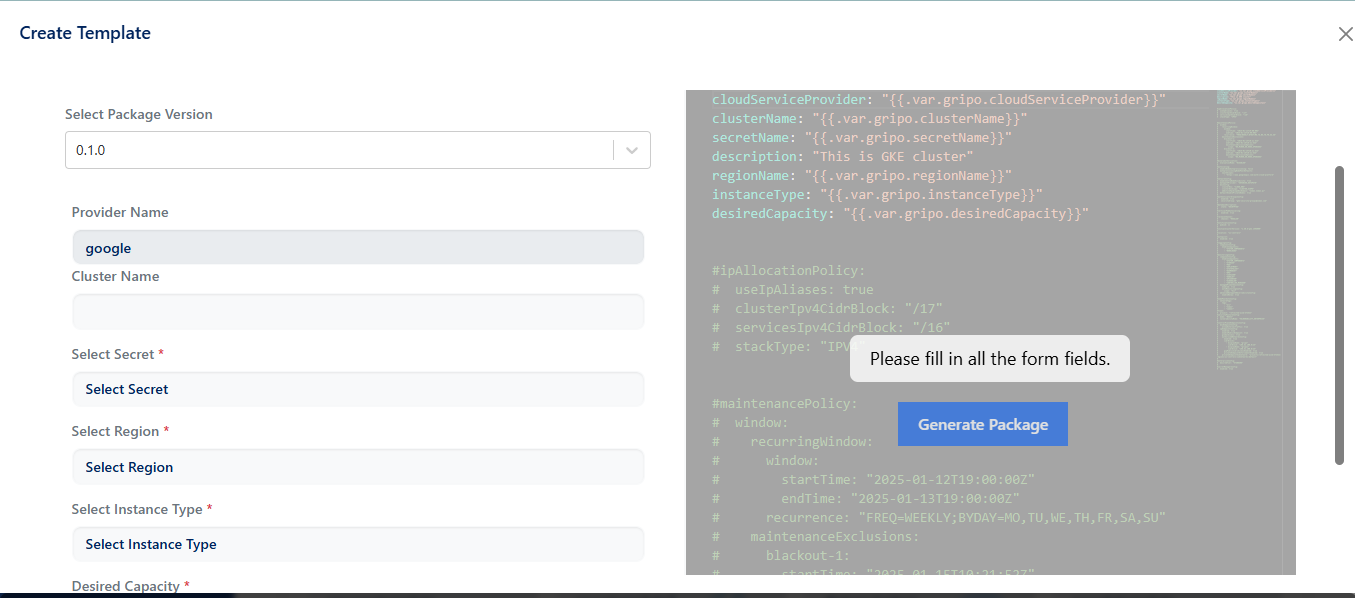 Create Template
Select Package Version
0.1.0
Provider Name
google
Cluster Name
Select Secret *
Select Secret
Select Region *
Select Region
Select Instance Type *
Select Instance Type
Desired Capacity *
cloudServiceProvider: "{{.var.gripo.cloudServiceProvider}}"
clusterName: "{{.var.gripo.clusterName}}"
secretName: "{{.var.gripo.secretName}}"
description: "This is GKE cluster"
regionName: "{{.var.gripo.regionName}}"
instanceType: "{{.var.gripo.instanceType}}"
desiredCapacity: "{{.var.gripo.desiredCapacity}}"
#ipAllocationPolicy:
#  useIpAliases: true
#  clusterIpv4CidrBlock: "/17"
#  servicesIpv4CidrBlock: "/16"
#  stackType:
Please fill in all the form fields.
#maintenancePolicy:
#  window:
Generate Package
#    recurringWindow:
#      window:
#        startTime: "2025-01-12T19:00:00Z"
#        endTime: "2025-01-13T19:00:00Z"
#      recurrence: "FREQ=WEEKLY;BYDAY=MO,TU,WE,TH,FR,SA,SU"
#    maintenanceExclusions:
#      blackout-1:
#        startTime: "2025-01-15T10:21:52Z"